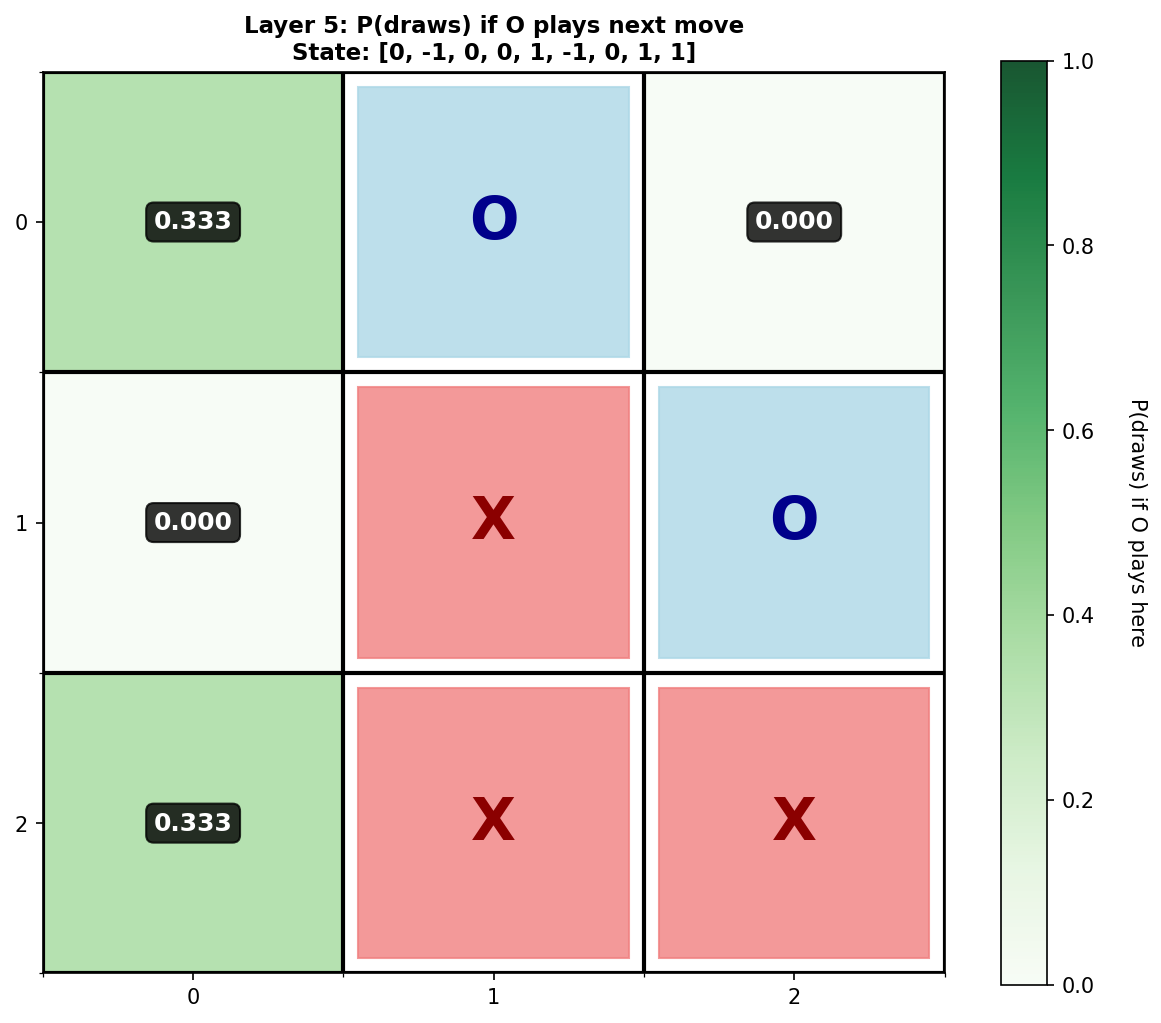 Layer 5: P(draws) if O plays next move
State: [0, -1, 0, 0, 1, -1, 0, 1, 1]
0
0.333
O
0.000
1
0.000
X
O
2
0.333
X
X
0
1
2
1.0
0.8
0.6
0.4
0.2
0.0
P(draws) if O plays here